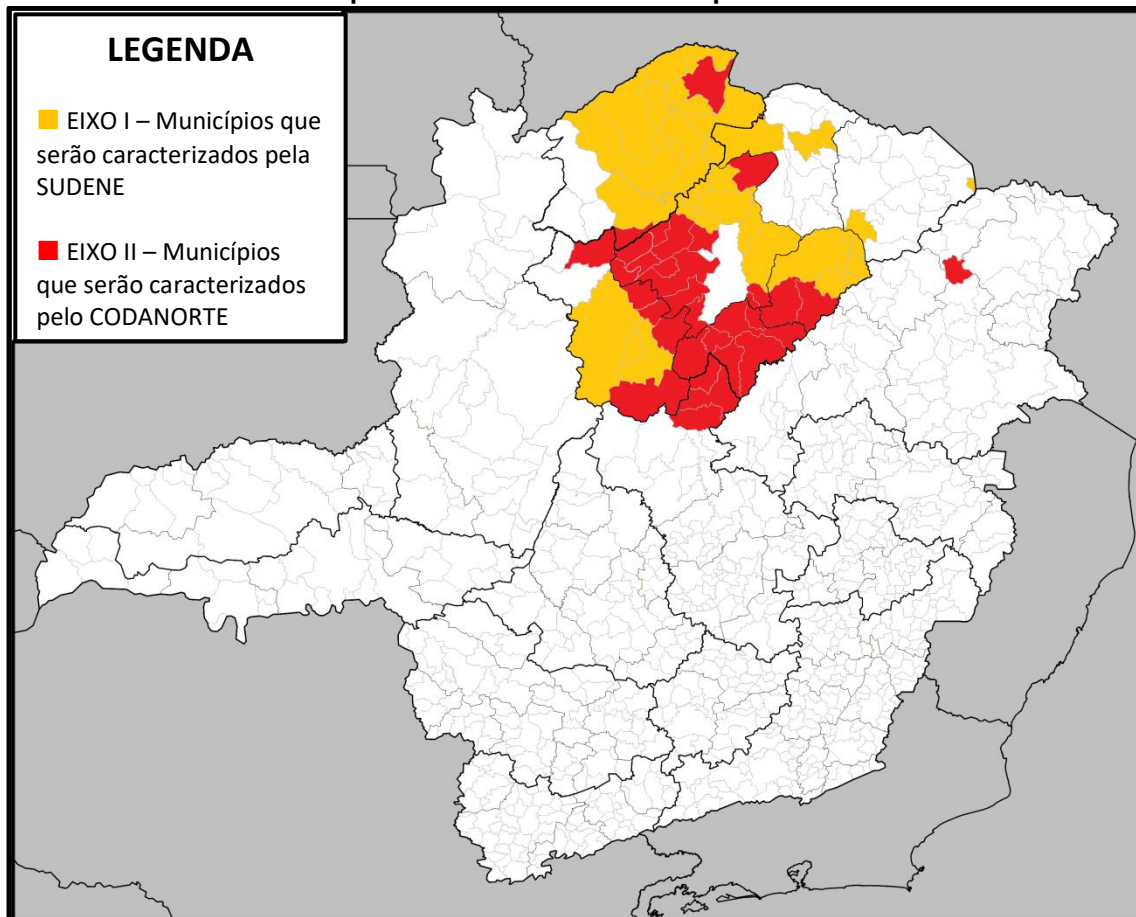 LEGENDA
EIXO I – Municípios que
serão caracterizados pela
SUDENE
EIXO II – Municípios
que serão caracterizados
pelo CODANORTE